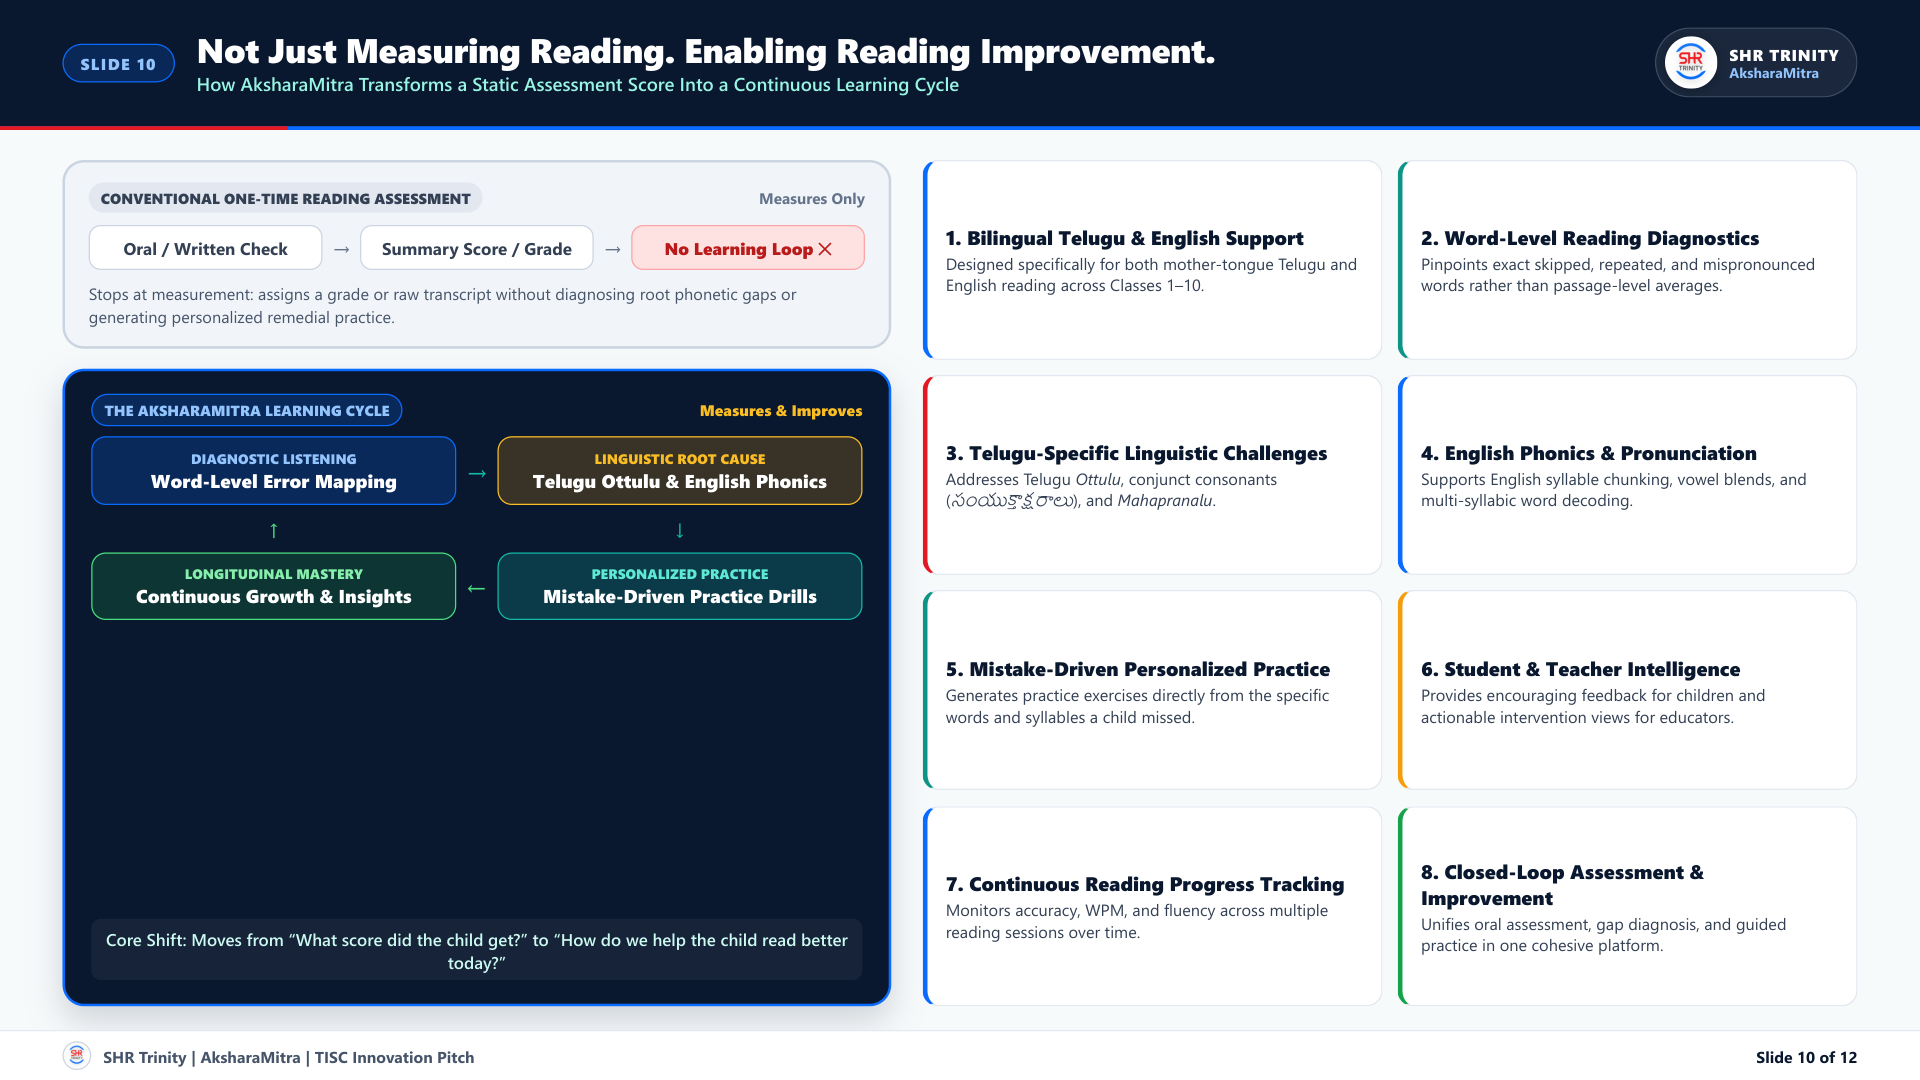 SLIDE 10
Not Just Measuring Reading. Enabling Reading Improvement.
How AksharaMitra Transforms a Static Assessment Score Into a Continuous Learning Cycle
SHR TRINITY
SHR TRINITY
AksharaMitra
CONVENTIONAL ONE-TIME READING ASSESSMENT
Measures Only
Oral / Written Check
→
Summary Score / Grade
→
No Learning Loop ✕
Stops at measurement: assigns a grade or raw transcript without diagnosing root phonetic gaps or
generating personalized remedial practice.
THE AKSHARAMITRA LEARNING CYCLE
Measures & Improves
DIAGNOSTIC LISTENING
Word-Level Error Mapping
→
LINGUISTIC ROOT CAUSE
Telugu Ottulu & English Phonics
↑
↓
LONGITUDINAL MASTERY
Continuous Growth & Insights
←
PERSONALIZED PRACTICE
Mistake-Driven Practice Drills
Core Shift: Moves from “What score did the child get?” to “How do we help the child read better
today?”
1. Bilingual Telugu & English Support
Designed specifically for both mother-tongue Telugu and
English reading across Classes 1–10.
2. Word-Level Reading Diagnostics
Pinpoints exact skipped, repeated, and mispronounced
words rather than passage-level averages.
3. Telugu-Specific Linguistic Challenges
Addresses Telugu Ottulu, conjunct consonants
(సంయుక్తాక్షరాలు), and Mahapranalu.
4. English Phonics & Pronunciation
Supports English syllable chunking, vowel blends, and
multi-syllabic word decoding.
5. Mistake-Driven Personalized Practice
Generates practice exercises directly from the specific
words and syllables a child missed.
6. Student & Teacher Intelligence
Provides encouraging feedback for children and
actionable intervention views for educators.
7. Continuous Reading Progress Tracking
Monitors accuracy, WPM, and fluency across multiple
reading sessions over time.
8. Closed-Loop Assessment &
Improvement
Unifies oral assessment, gap diagnosis, and guided
practice in one cohesive platform.
SHR Trinity | AksharaMitra | TISC Innovation Pitch
Slide 10 of 12